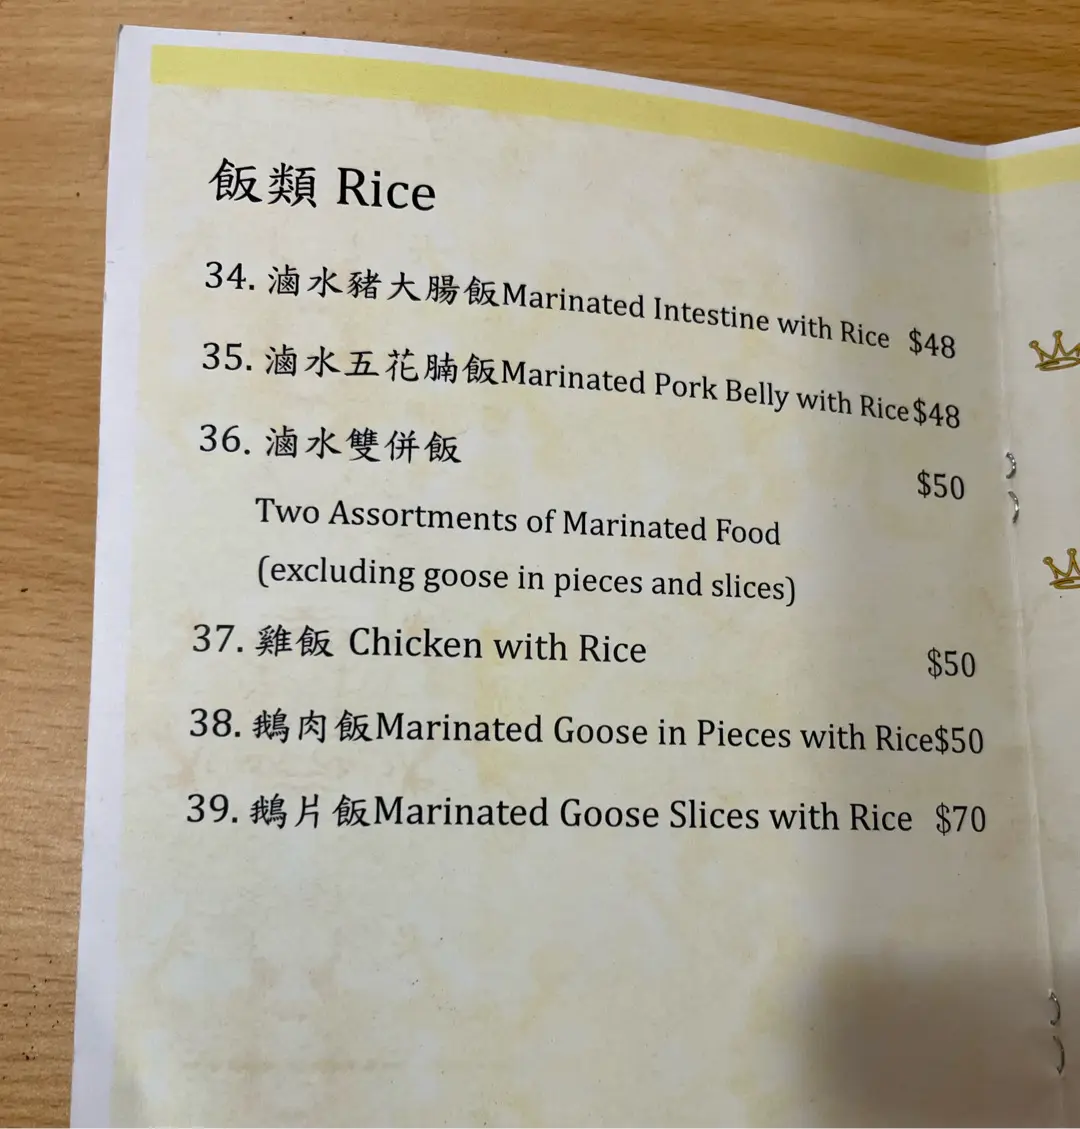 飯類 Rice
34. 滷水豬大腸飯Marinated Intestine with Rice $48
35. 滷水五花腩飯Marinated Pork Belly with Rice $48
36. 滷水雙併飯 $50
Two Assortments of Marinated Food
(excluding goose in pieces and slices)
37. 雞飯 Chicken with Rice $50
38. 鵝肉飯Marinated Goose in Pieces with Rice$50
39. 鵝片飯Marinated Goose Slices with Rice $70